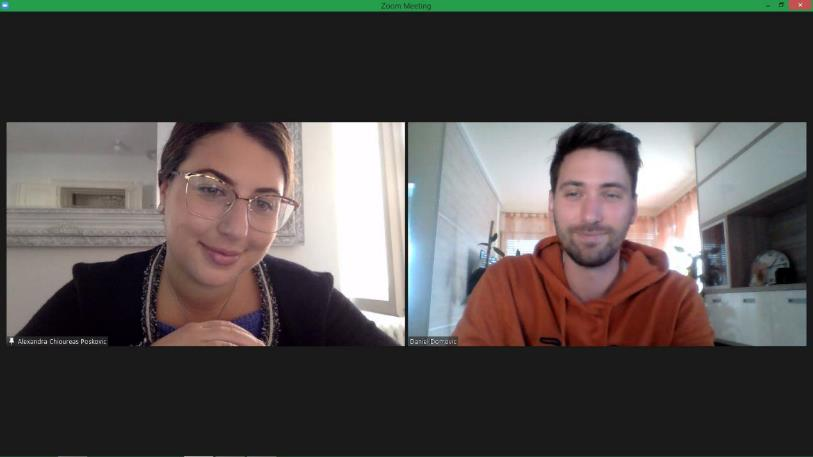 Zoom Meeting
Alexandra Chioureas Poskovic
Daniel Domovic